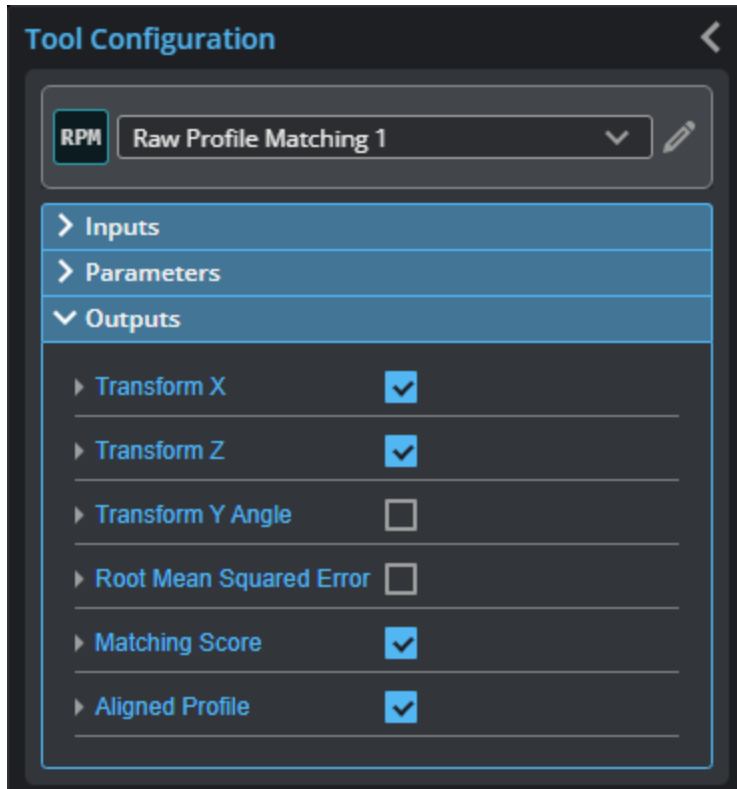 Tool Configuration
RPM Raw Profile Matching 1
Inputs
Parameters
Outputs
Transform X
Transform Z
Transform Y Angle
Root Mean Squared Error
Matching Score
Aligned Profile